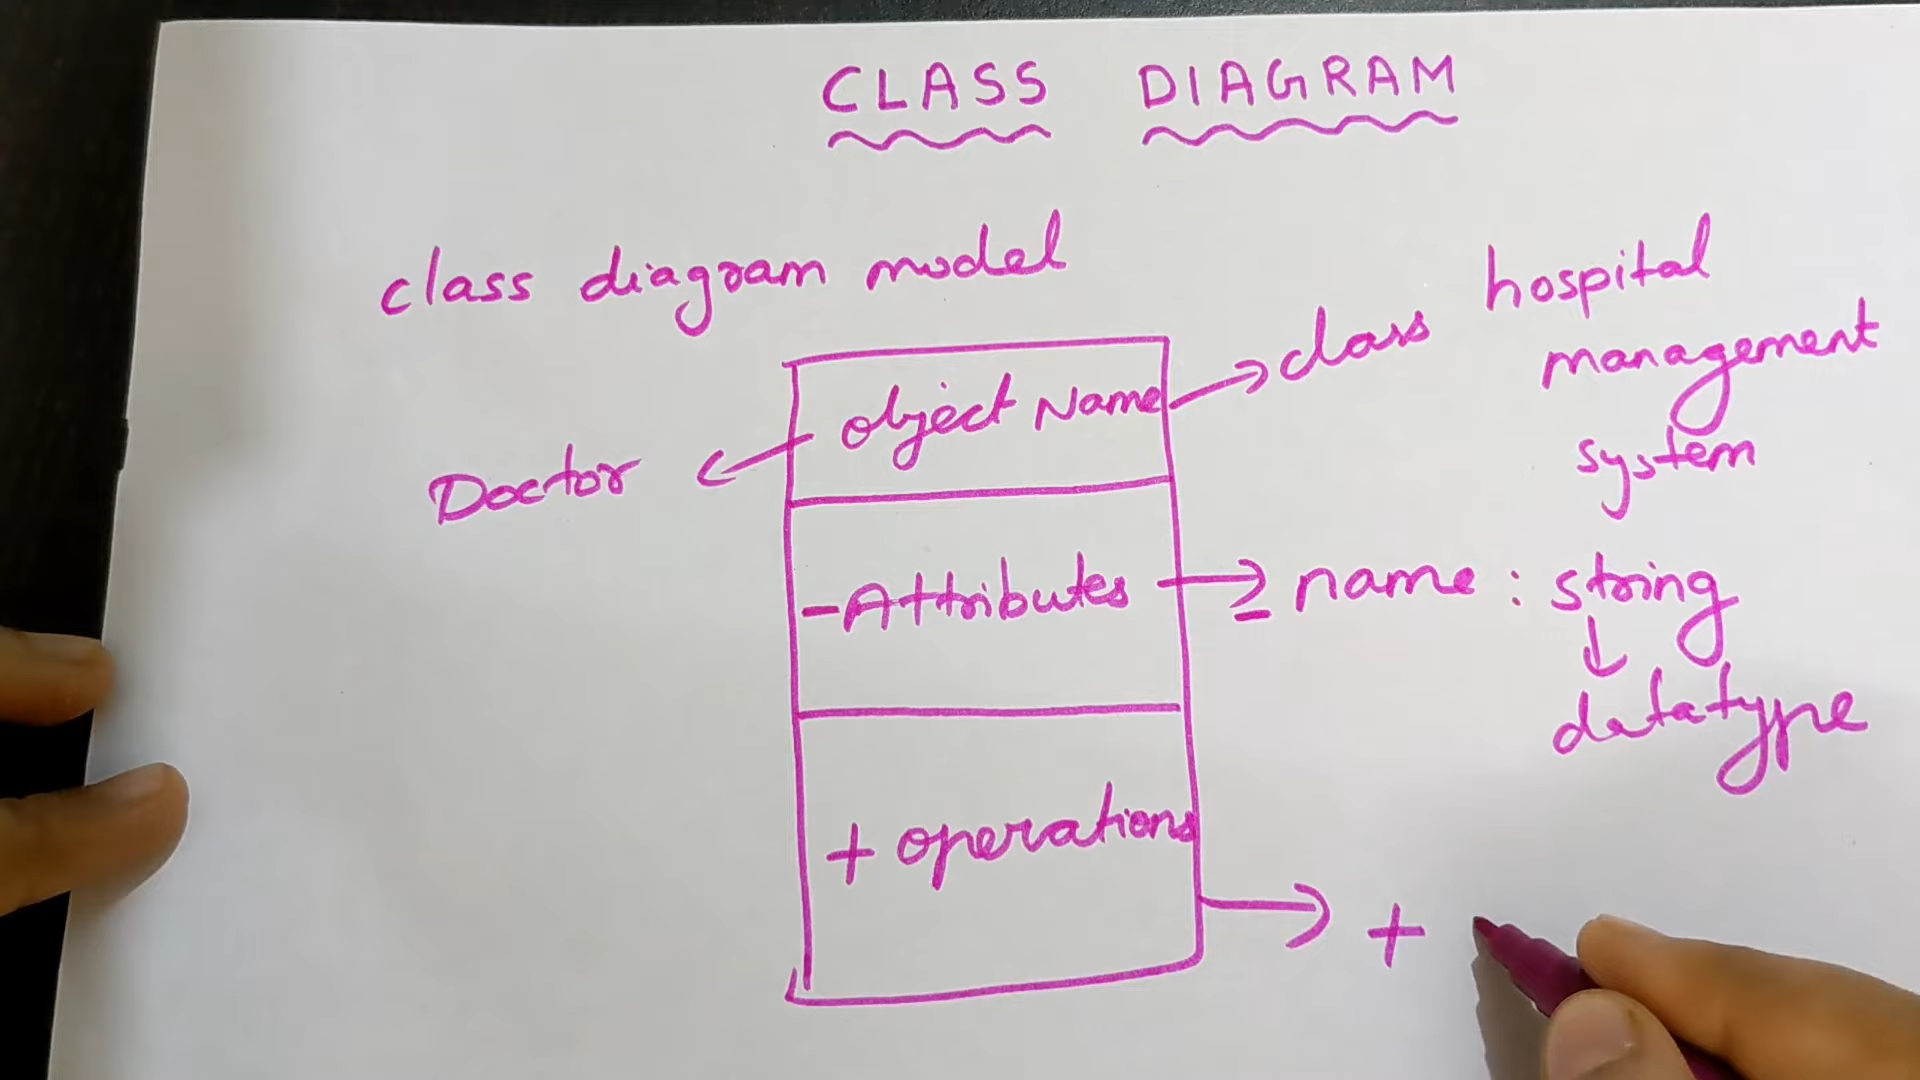 CLASS DIAGRAM
class diagram model
hospital
management
system
object Name
class
Doctor
- Attributes
- name : string
datatype
+ operations
+